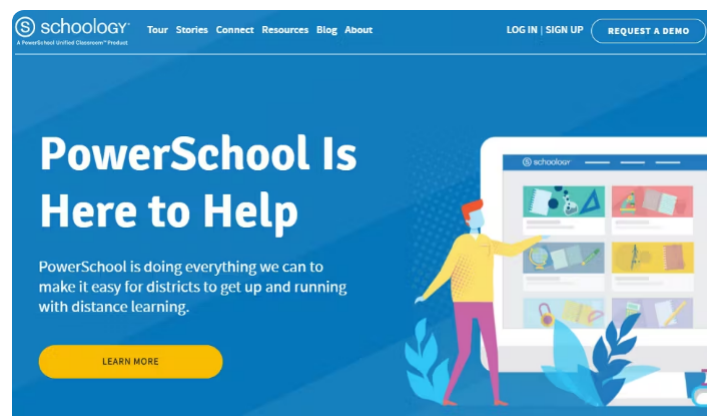 schoology
A PowerSchool Unified Classroom™ Product
Tour Stories Connect Resources Blog About
LOG IN | SIGN UP
REQUEST A DEMO
PowerSchool Is
Here to Help
PowerSchool is doing everything we can to
make it easy for districts to get up and running
with distance learning.
LEARN MORE
schoology